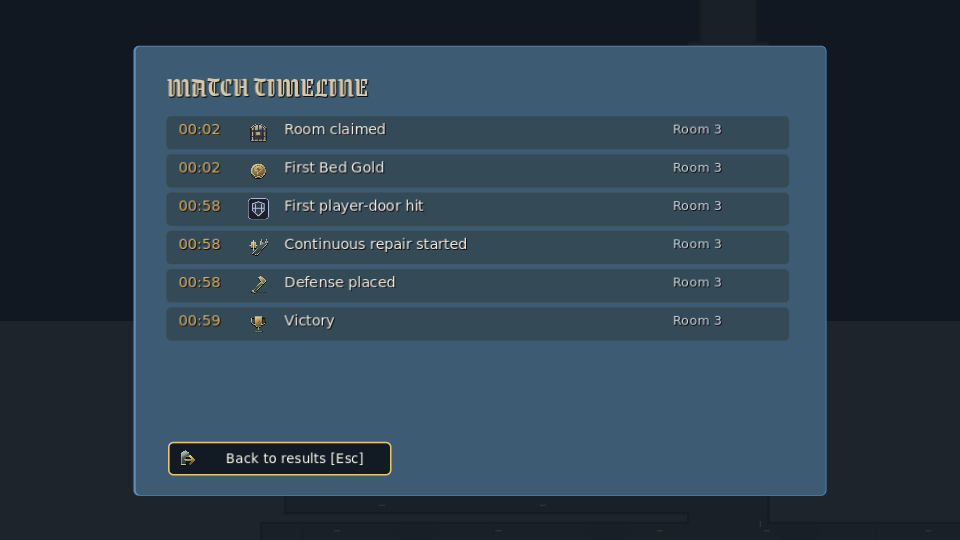 MATCH TIMELINE
00:02 Room claimed Room 3
00:02 First Bed Gold Room 3
00:58 First player-door hit Room 3
00:58 Continuous repair started Room 3
00:58 Defense placed Room 3
00:59 Victory Room 3
Back to results [Esc]